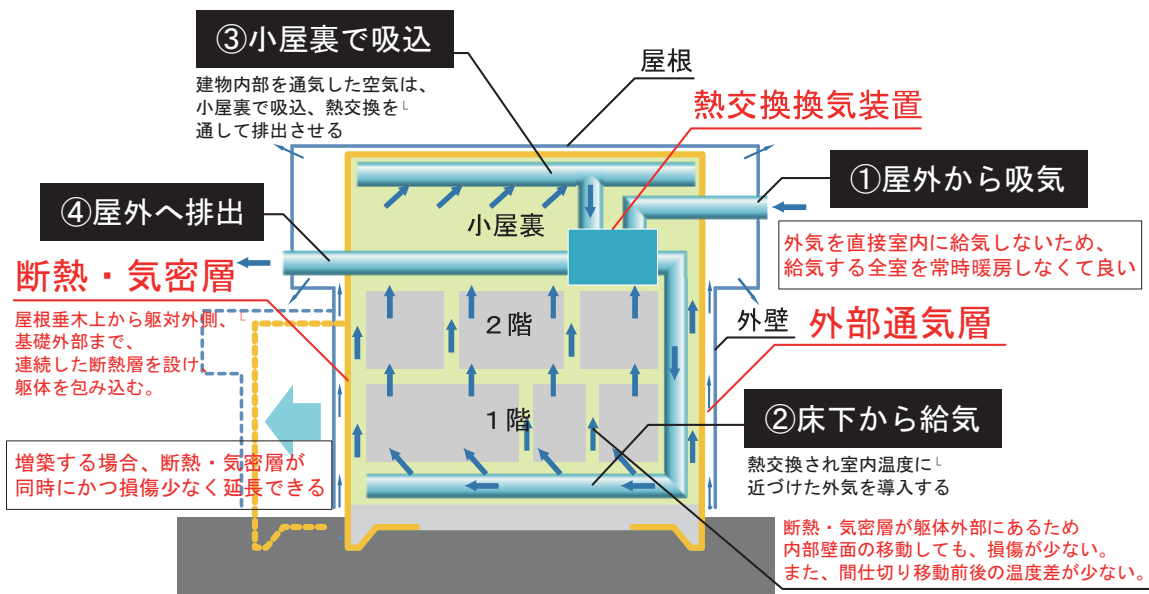 ③小屋裏で吸込
建物内部を通気した空気は、
小屋裏で吸込、熱交換を└
通して排出させる
屋根
熱交換換気装置
①屋外から吸気
外気を直接室内に給気しないため、
給気する全室を常時暖房しなくて良い
④屋外へ排出
小屋裏
断熱・気密層
屋根垂木上から躯対外側、└
基礎外部まで、
連続した断熱層を設け、
躯体を包み込む。
2階
外壁
外部通気層
1階
②床下から給気
熱交換され室内温度に└
近づけた外気を導入する
増築する場合、断熱・気密層が
同時にかつ損傷少なく延長できる
断熱・気密層が躯体外部にあるため
内部壁面の移動しても、損傷が少ない。
また、間仕切り移動前後の温度差が少ない。